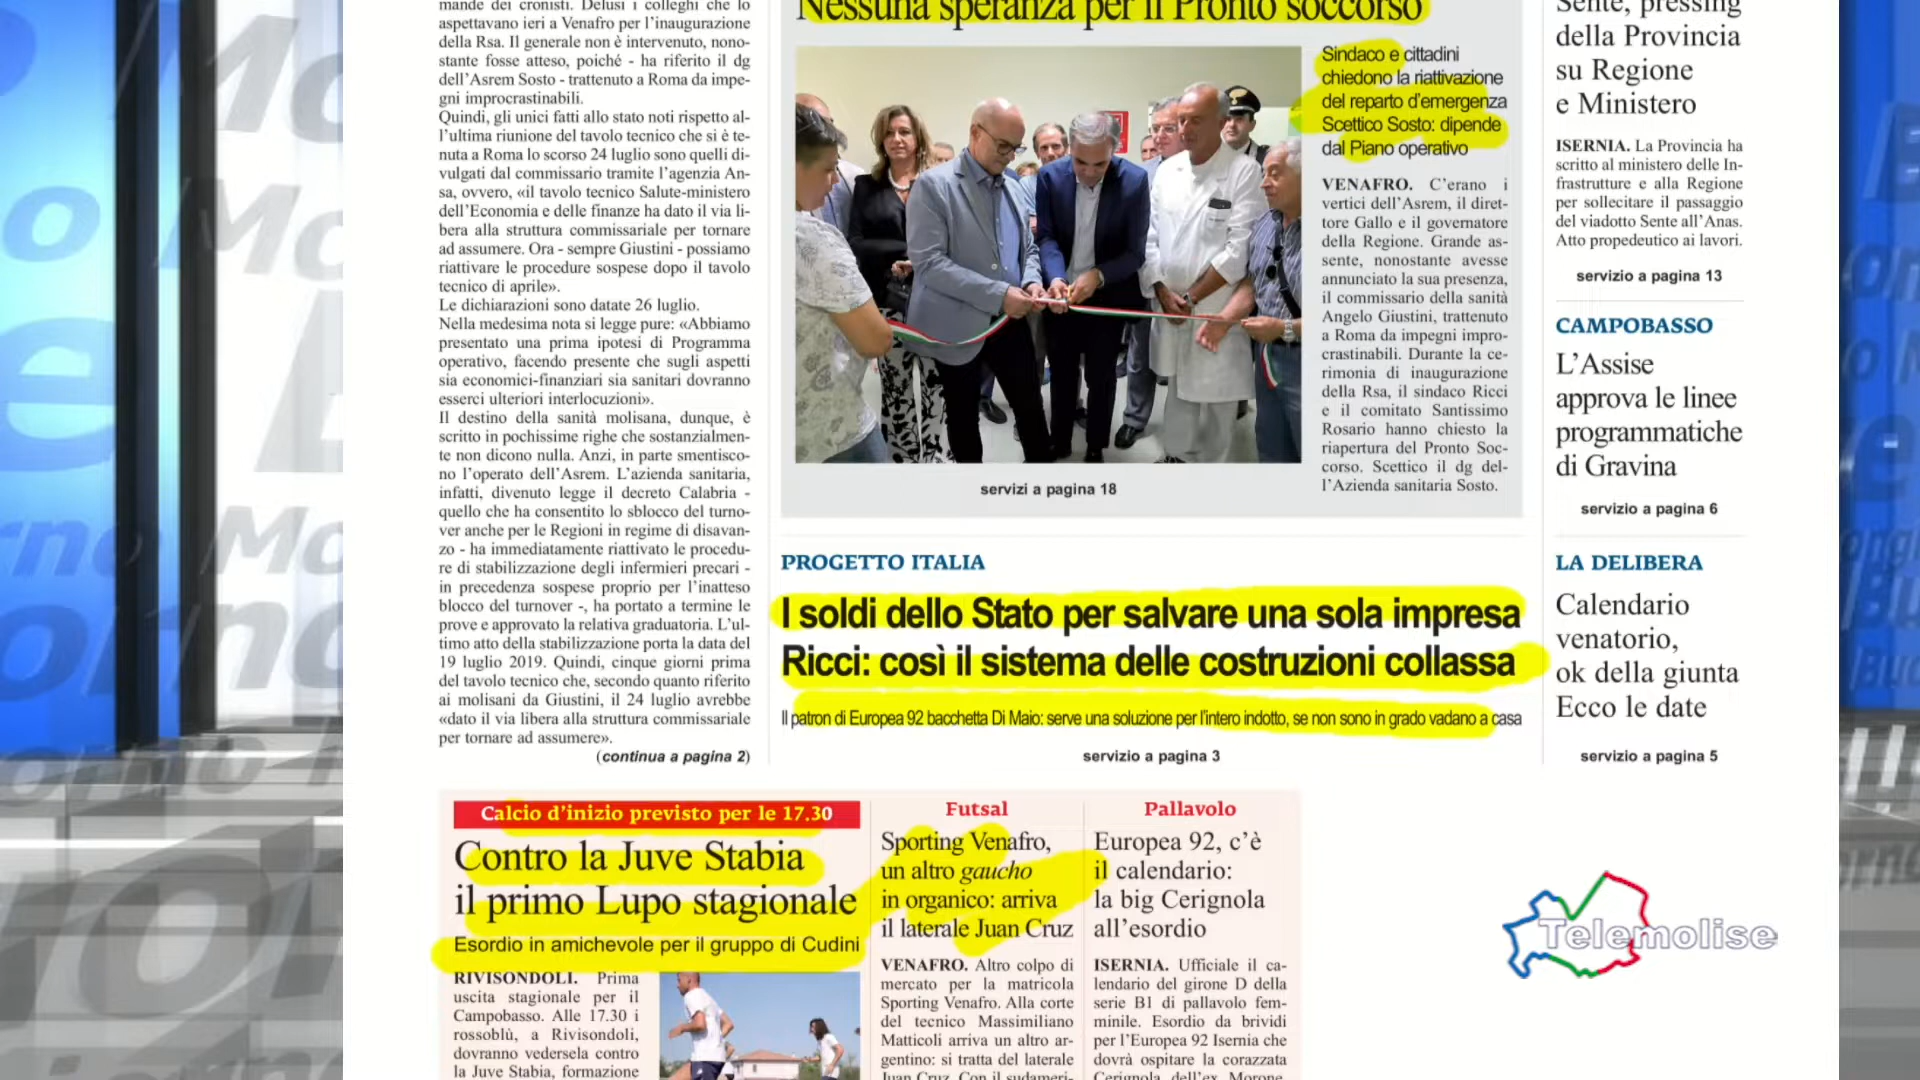 mande dei cronisti. Delusi i colleghi che lo
aspettavano ieri a Venafro per l'inaugurazione
della Rsa. Il generale non è intervenuto, nono-
stante fosse atteso, poiché - ha riferito il dg
dell'Asrem Sosto - trattenuto a Roma da impe-
gni improcrastinabili.
Quindi, gli unici fatti allo stato noti rispetto al-
l'ultima riunione del tavolo tecnico che si è te-
nuta a Roma lo scorso 24 luglio sono quelli di-
vulgati dal commissario tramite l'agenzia An-
sa, ovvero, «il tavolo tecnico Salute-ministero
dell'Economia e delle finanze ha dato il via li-
bera alla struttura commissariale per tornare
ad assumere. Ora - sempre Giustini - possiamo
riattivare le procedure sospese dopo il tavolo
tecnico di aprile».
Le dichiarazioni sono datate 26 luglio.
Nella medesima nota si legge pure: «Abbiamo
presentato una prima ipotesi di Programma
operativo, facendo presente che sugli aspetti
sia economici-finanziari sia sanitari dovranno
esserci ulteriori interlocuzioni».
Il destino della sanità molisana, dunque, è
scritto in pochissime righe che sostanzialmen-
te non dicono nulla. Anzi, in parte smentisco-
no l'operato dell'Asrem. L'azienda sanitaria,
infatti, divenuto legge il decreto Calabria -
quello che ha consentito lo sblocco del turno-
ver anche per le Regioni in regime di disavan-
zo - ha immediatamente riattivato le procedu-
re di stabilizzazione degli infermieri precari -
in precedenza sospese proprio per l'inatteso
blocco del turnover -, ha portato a termine le
prove e approvato la relativa graduatoria. L'ul-
timo atto della stabilizzazione porta la data del
19 luglio 2019. Quindi, cinque giorni prima
del tavolo tecnico che, secondo quanto riferito
ai molisani da Giustini, il 24 luglio avrebbe
«dato il via libera alla struttura commissariale
per tornare ad assumere».
(continua a pagina 2)
Nessuna speranza per il Pronto soccorso
Sindaco e cittadini
chiedono la riattivazione
del reparto d'emergenza
Scettico Sosto: dipende
dal Piano operativo
VENAFRO. C'erano i
vertici dell'Asrem, il diret-
tore Gallo e il governatore
della Regione. Grande as-
sente, nonostante avesse
annunciato la sua presenza,
il commissario della sanità
Angelo Giustini, trattenuto
a Roma da impegni impro-
crastinabili. Durante la ce-
rimonia di inaugurazione
della Rsa, il sindaco Ricci
e il comitato Santissimo
Rosario hanno chiesto la
riapertura del Pronto Soc-
corso. Scettico il dg del-
l'Azienda sanitaria Sosto.
servizi a pagina 18
PROGETTO ITALIA
I soldi dello Stato per salvare una sola impresa
Ricci: così il sistema delle costruzioni collassa
Il patron di Europea 92 bacchetta Di Maio: serve una soluzione per l'intero indotto, se non sono in grado vadano a casa
servizio a pagina 3
Sente, pressing
della Provincia
su Regione
e Ministero
ISERNIA. La Provincia ha
scritto al ministero delle In-
frastrutture e alla Regione
per sollecitare il passaggio
del viadotto Sente all'Anas.
Atto propedeutico ai lavori.
servizio a pagina 13
CAMPOBASSO
L'Assise
approva le linee
programmatiche
di Gravina
servizio a pagina 6
LA DELIBERA
Calendario
venatorio,
ok della giunta
Ecco le date
servizio a pagina 5
Calcio d'inizio previsto per le 17.30
Contro la Juve Stabia
il primo Lupo stagionale
Esordio in amichevole per il gruppo di Cudini
RIVISONDOLI. Prima
uscita stagionale per il
Campobasso. Alle 17.30 i
rossoblù, a Rivisondoli,
dovranno vedersela contro
la Juve Stabia, formazione
Futsal
Sporting Venafro,
un altro gaucho
in organico: arriva
il laterale Juan Cruz
VENAFRO. Altro colpo di
mercato per la matricola
Sporting Venafro. Alla corte
del tecnico Massimiliano
Matticoli arriva un altro ar-
gentino: si tratta del laterale
Juan Cruz. Con il sudameri-
Pallavolo
Europea 92, c'è
il calendario:
la big Cerignola
all'esordio
ISERNIA. Ufficiale il ca-
lendario del girone D della
serie B1 di pallavolo fem-
minile. Esordio da brividi
per l'Europea 92 Isernia che
dovrà ospitare la corazzata
Cerignola dell'ex Morone.
Telemolise